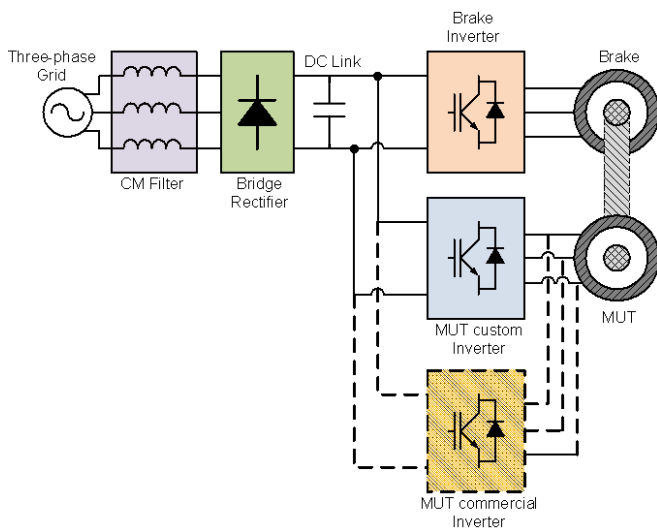 Three-phase
Grid
CM Filter
Bridge
Rectifier
DC Link
Brake
Inverter
Brake
MUT custom
Inverter
MUT
MUT commercial
Inverter